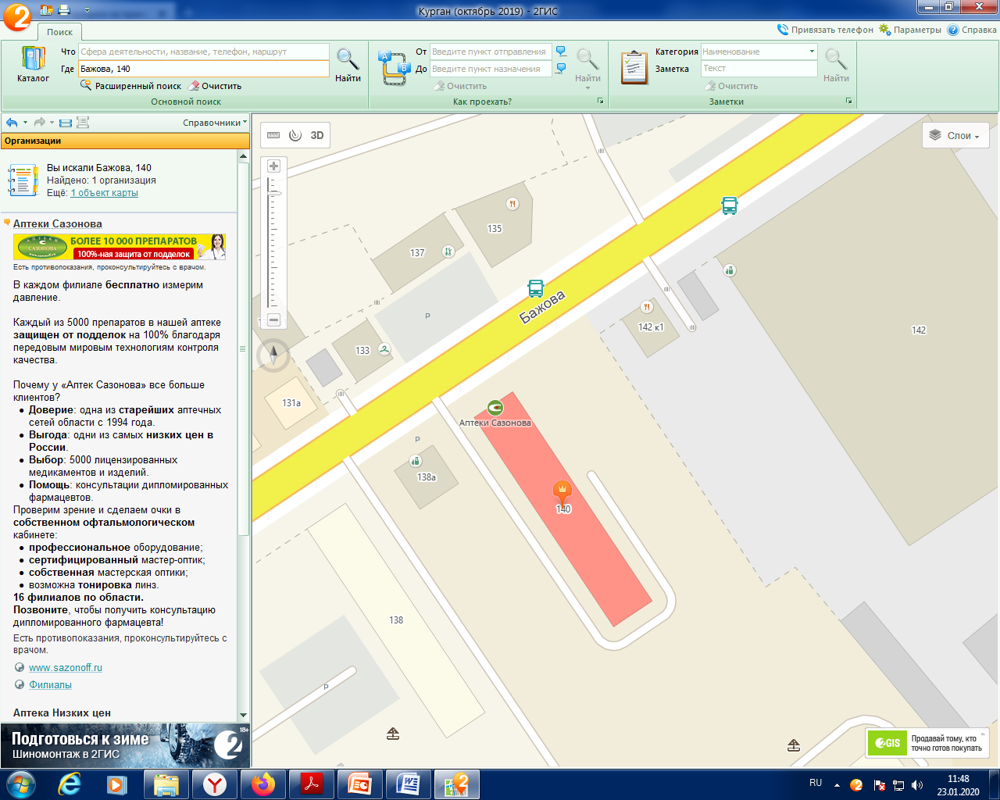 Курган (октябрь 2019) - 2ГИС
Поиск
Привязать телефон
Параметры
Справка
Каталог
Что
Сфера деятельности, название, телефон, маршрут
Где
Бажова, 140
Расширенный поиск
Очистить
Найти
Основной поиск
От
Введите пункт отправления
До
Введите пункт назначения
Очистить
Найти
Как проехать?
Категория
Наименование
Заметка
Текст
Очистить
Найти
Заметки
Справочники
Организации
Вы искали Бажова, 140
Найдено: 1 организация
Ещё: 1 объект карты
Аптеки Сазонова
АПТЕКИ
САЗОНОВА
www.sazonoff.ru
БОЛЕЕ 10 000 ПРЕПАРАТОВ
100%-ная защита от подделок
Есть противопоказания, проконсультируйтесь с врачом.
В каждом филиале бесплатно измерим
давление.
Каждый из 5000 препаратов в нашей аптеке
защищен от подделок на 100% благодаря
передовым мировым технологиям контроля
качества.
Почему у «Аптек Сазонова» все больше
клиентов?
● Доверие: одна из старейших аптечных
сетей области с 1994 года.
● Выгода: одни из самых низких цен в
России.
● Выбор: 5000 лицензированных
медикаментов и изделий.
● Помощь: консультации дипломированных
фармацевтов.
Проверим зрение и сделаем очки в
собственном офтальмологическом
кабинете:
● профессиональное оборудование;
● сертифицированный мастер-оптик;
● собственная мастерская оптики;
● возможна тонировка линз.
16 филиалов по области.
Позвоните, чтобы получить консультацию
дипломированного фармацевта!
Есть противопоказания, проконсультируйтесь с
врачом.
www.sazonoff.ru
Филиалы
Аптека Низких цен
Подготовься к зиме
Шиномонтаж в 2ГИС
18+
3D
Слои
135
137
P
Бажова
133
131а
142 к1
142
Аптеки Сазонова
P
138а
140
138
P
2GIS
Продавай тому, кто
точно готов покупать
RU
11:48
23.01.2020